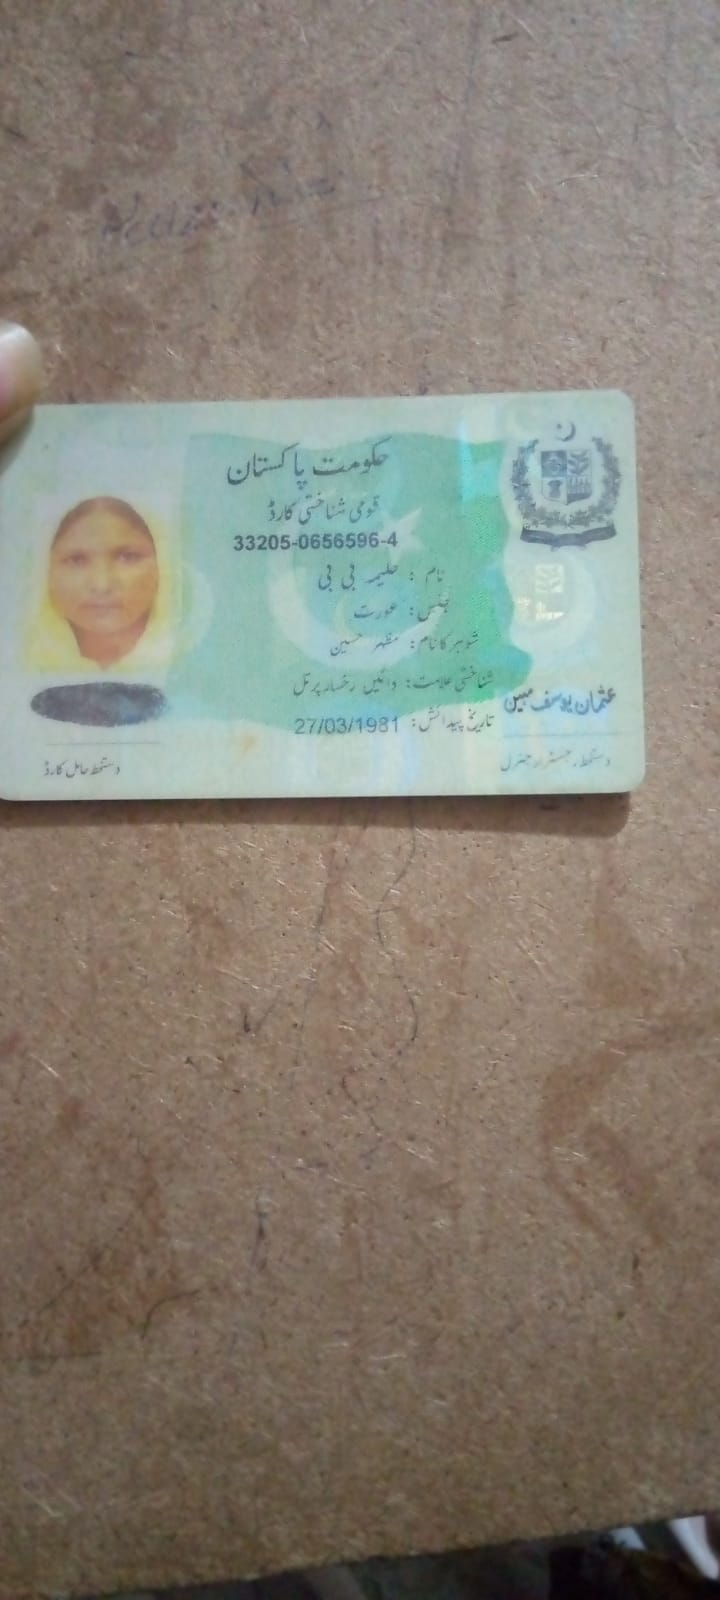 حکومت پاکستان
قومی شناختی کارڈ
33205-0656596-4
نام : حلیمہ بی بی
جنس: عورت
شوہر کا نام: مظہر حسین
شناختی علامت: دائیں رخسار پر تل
تاریخ پیدائش: 27/03/1981
عثمان یوسف مبین
دستخط رجسٹرار جنرل
دستخط حامل کارڈ